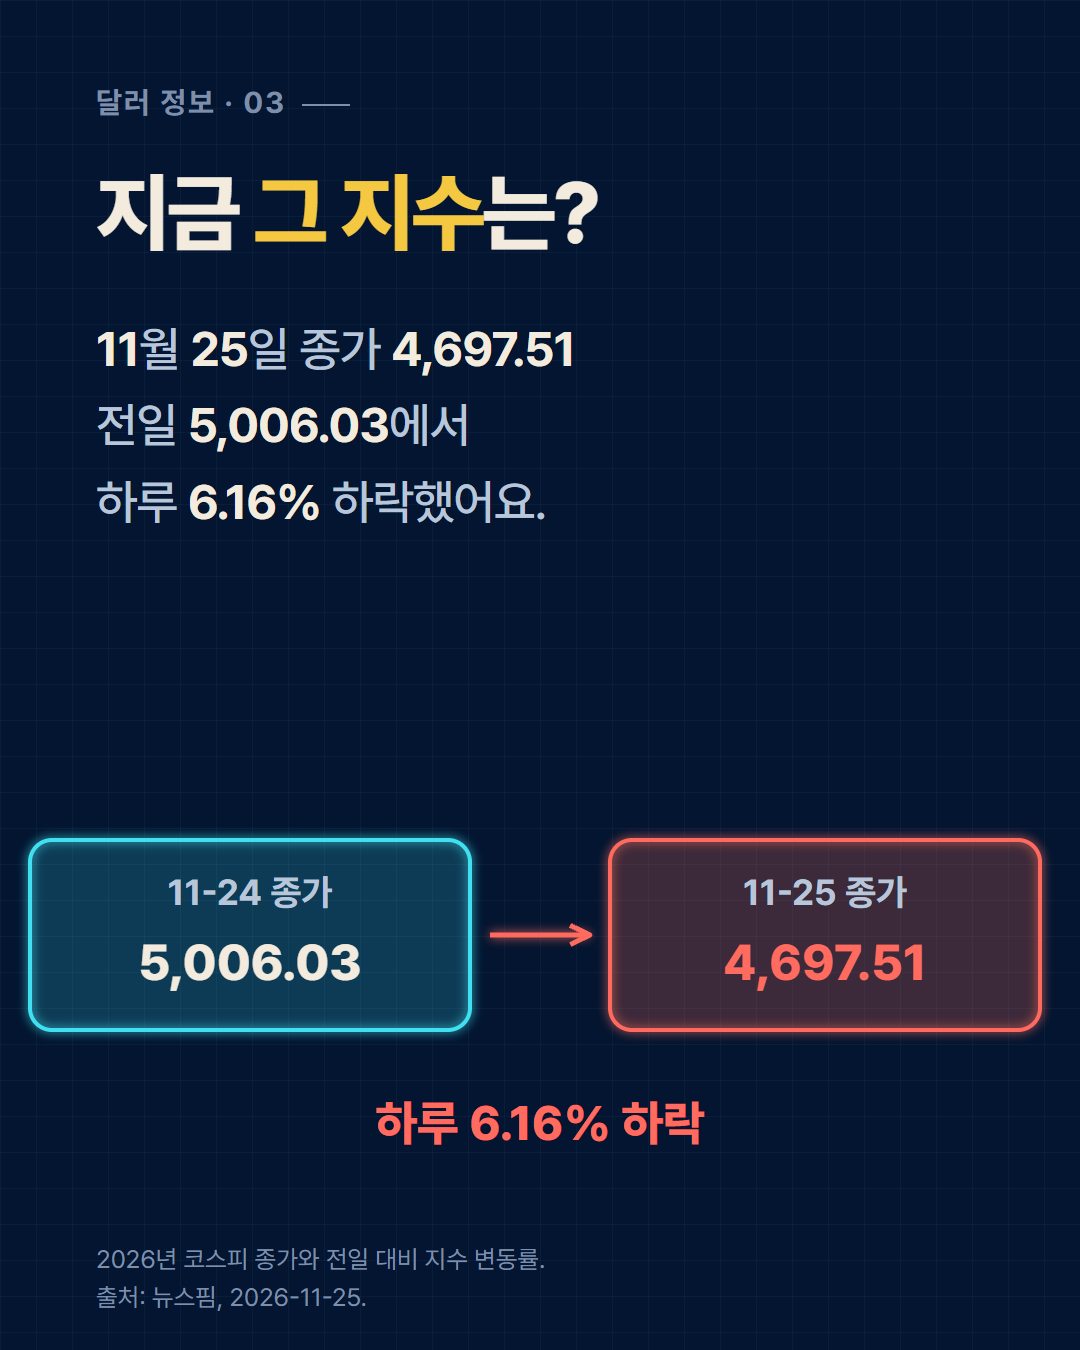 달러 정보 · 03
지금 그 지수는?
11월 25일 종가 4,697.51
전일 5,006.03에서
하루 6.16% 하락했어요.
11-24 종가
5,006.03
11-25 종가
4,697.51
하루 6.16% 하락
2026년 코스피 종가와 전일 대비 지수 변동률.
출처: 뉴스핌, 2026-11-25.